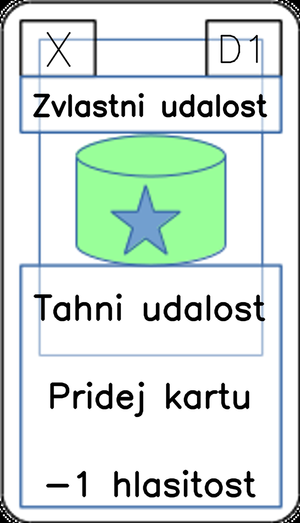 X D1
Zvlastni udalost
Tahni udalost
Pridej kartu
-1 hlasitost